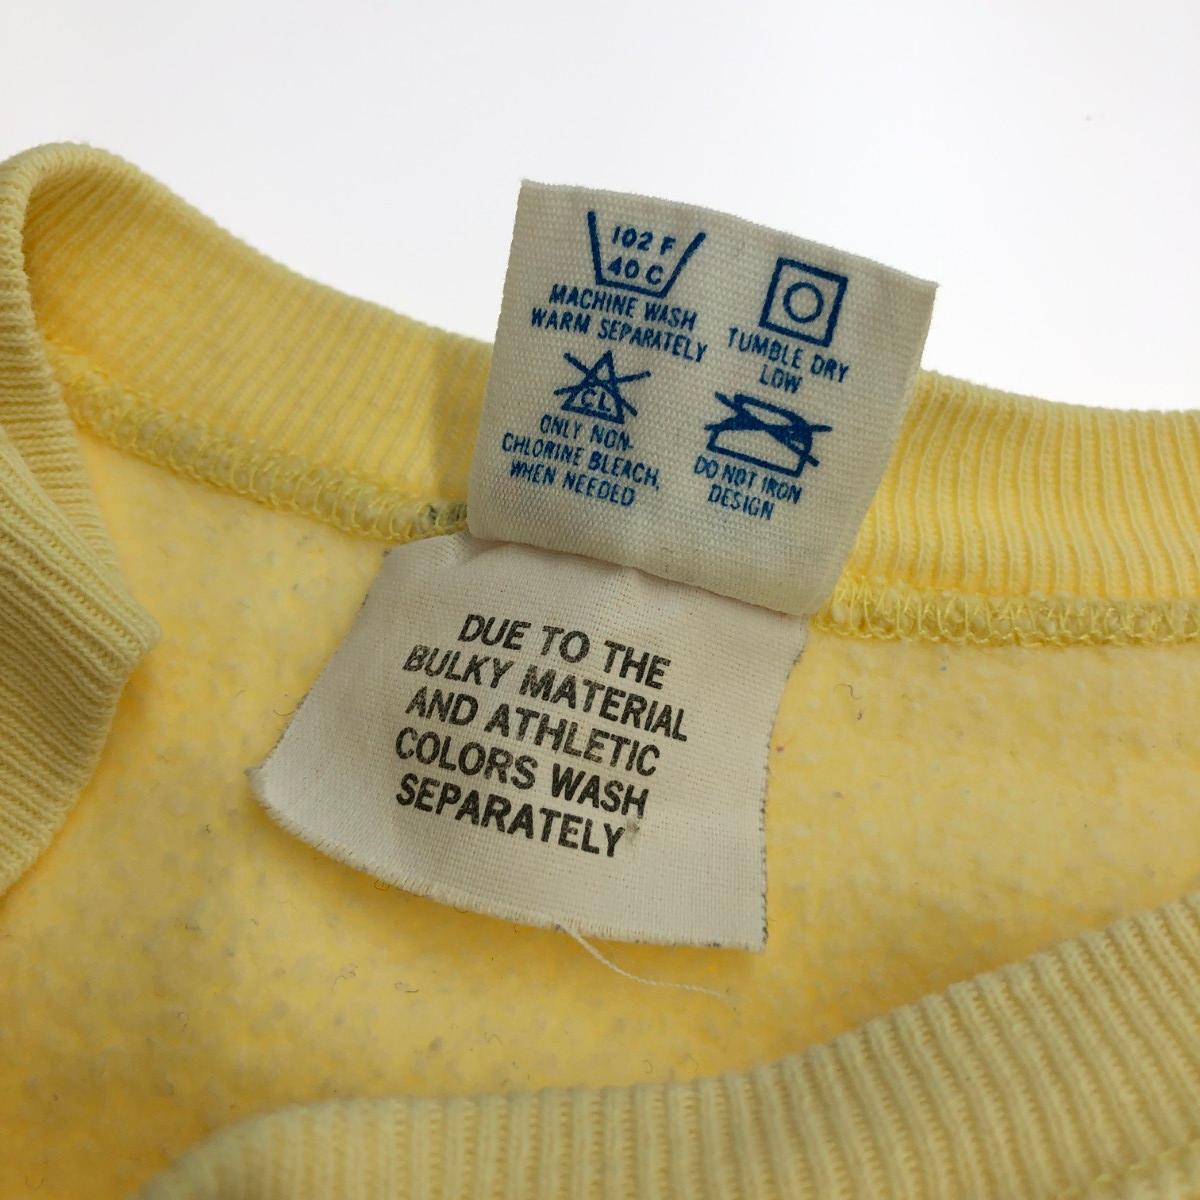 102 F
40 C
MACHINE WASH
WARM SEPARATELY
TUMBLE DRY
LOW
CL
ONLY NON-
CHLORINE BLEACH,
WHEN NEEDED
DO NOT IRON
DESIGN
DUE TO THE
BULKY MATERIAL
AND ATHLETIC
COLORS WASH
SEPARATELY